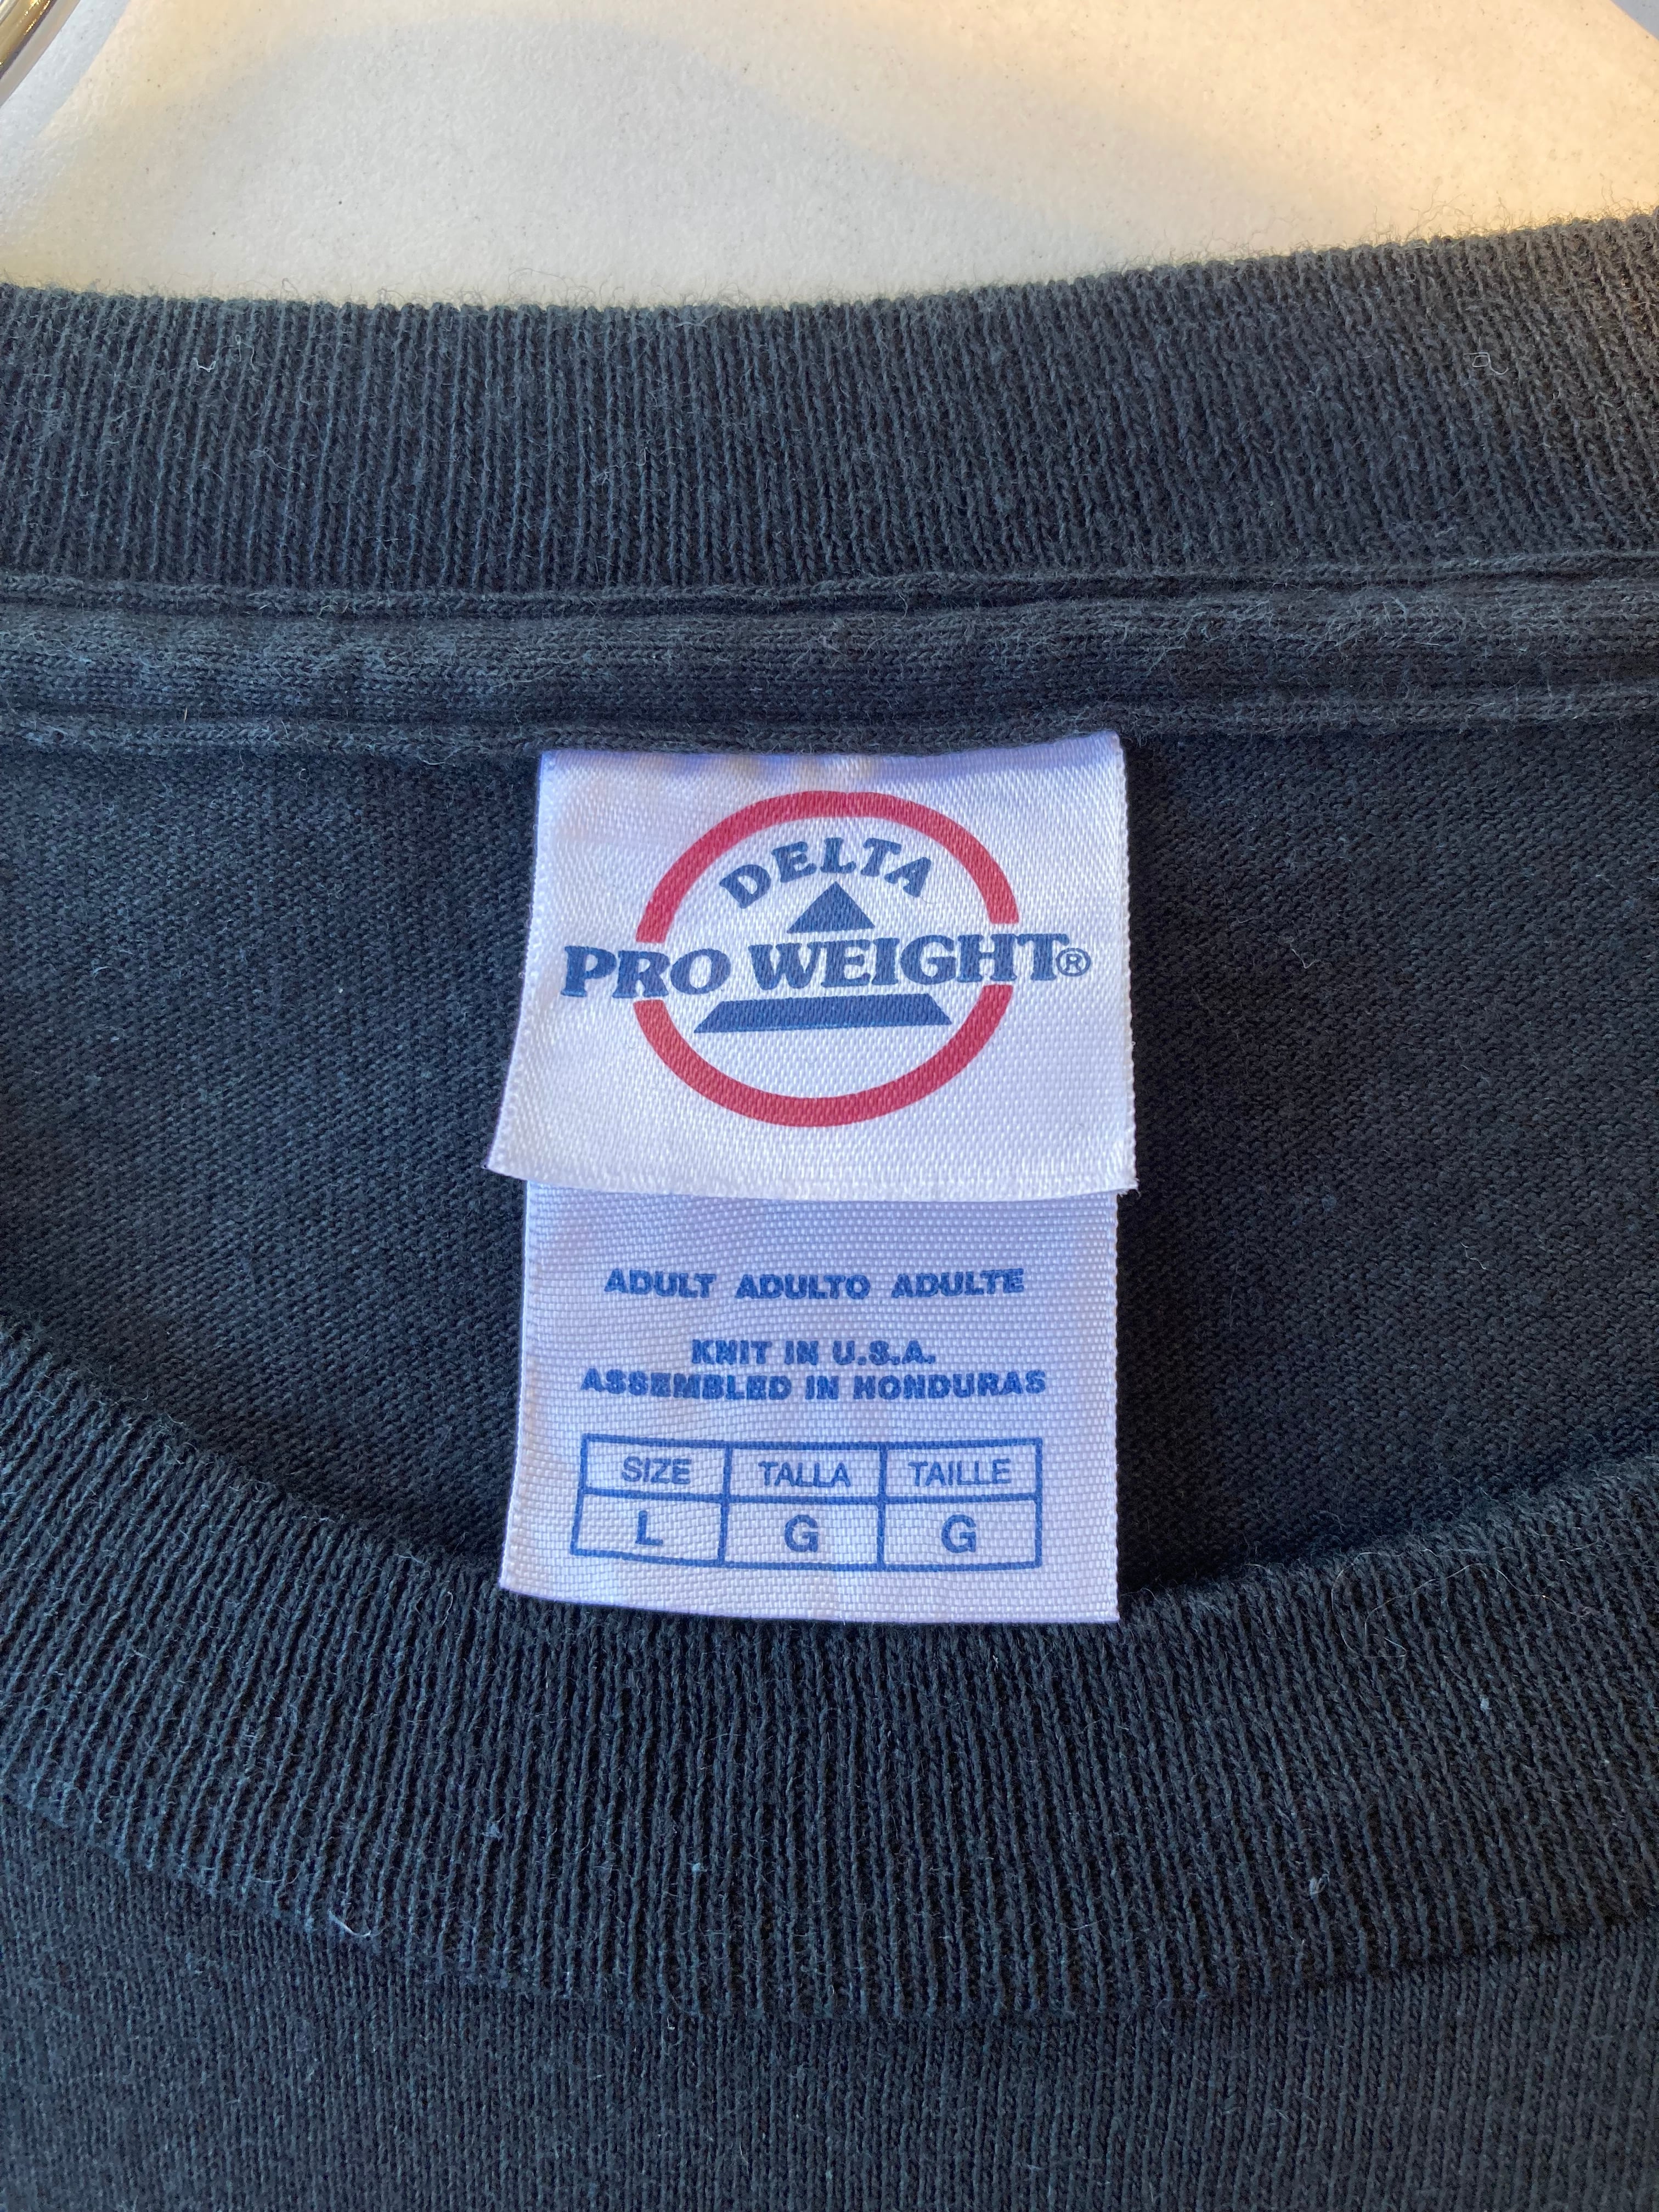 DELTA
PRO WEIGHT®
ADULT ADULTO ADULTE
KNIT IN U.S.A.
ASSEMBLED IN HONDURAS
SIZE TALLA TAILLE
L G G